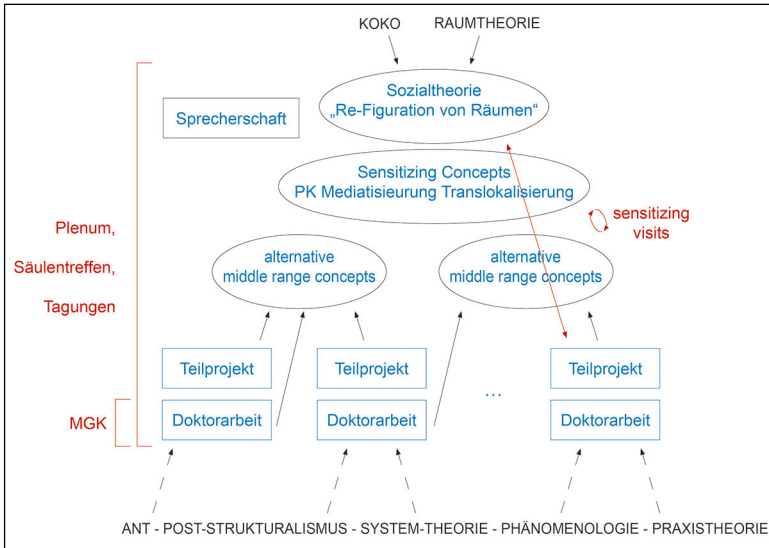 KOKO RAUMTHEORIE
Sozialtheorie
„Re-Figuration von Räumen“
Sprecherschaft
Sensitizing Concepts
PK Mediatisieurung Translokalisierung
sensitizing
visits
Plenum,
Säulentreffen,
Tagungen
alternative
middle range concepts
alternative
middle range concepts
Teilprojekt
Teilprojekt
Teilprojekt
...
MGK
Doktorarbeit
Doktorarbeit
Doktorarbeit
ANT - POST-STRUKTURALISMUS - SYSTEM-THEORIE - PHÄNOMENOLOGIE - PRAXISTHEORIE